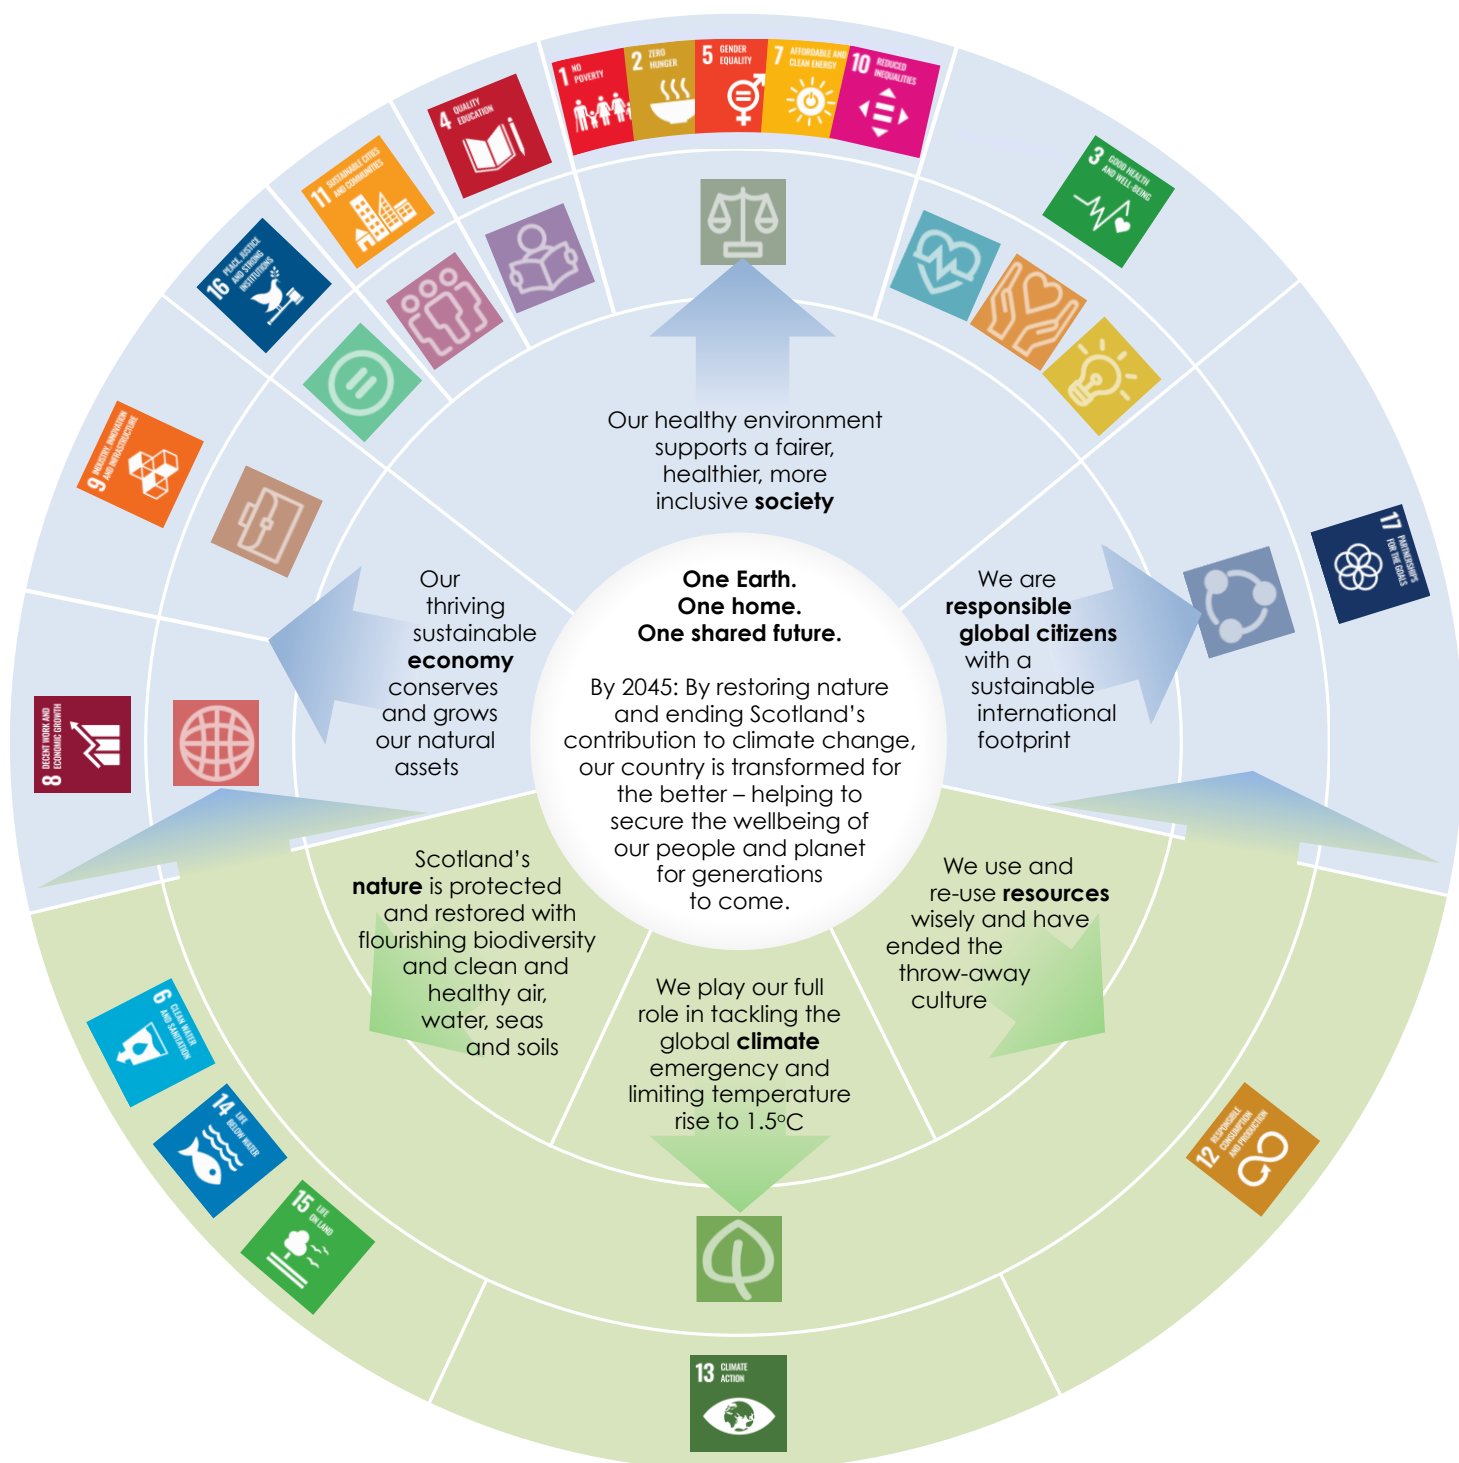 1 NO
POVERTY
2 ZERO
HUNGER
5 GENDER
EQUALITY
7 AFFORDABLE AND
CLEAN ENERGY
10 REDUCED
INEQUALITIES
4 QUALITY
EDUCATION
3 GOOD HEALTH
AND WELL-BEING
11 SUSTAINABLE CITIES
AND COMMUNITIES
16 PEACE, JUSTICE
AND STRONG
INSTITUTIONS
9 INDUSTRY, INNOVATION
AND INFRASTRUCTURE
17 PARTNERSHIPS
FOR THE GOALS
8 DECENT WORK AND
ECONOMIC GROWTH
Our healthy environment
supports a fairer,
healthier, more
inclusive society
Our
thriving
sustainable
economy
conserves
and grows
our natural
assets
One Earth.
One home.
One shared future.
By 2045: By restoring nature
and ending Scotland's
contribution to climate change,
our country is transformed for
the better – helping to
secure the wellbeing of
our people and planet
for generations
to come.
We are
responsible
global citizens
with a
sustainable
international
footprint
Scotland's
nature is protected
and restored with
flourishing biodiversity
and clean and
healthy air,
water, seas
and soils
We play our full
role in tackling the
global climate
emergency and
limiting temperature
rise to 1.5°C
We use and
re-use resources
wisely and have
ended the
throw-away
culture
6 CLEAN WATER
AND SANITATION
14 LIFE
BELOW WATER
15 LIFE
ON LAND
12 RESPONSIBLE
CONSUMPTION
AND PRODUCTION
13 CLIMATE
ACTION